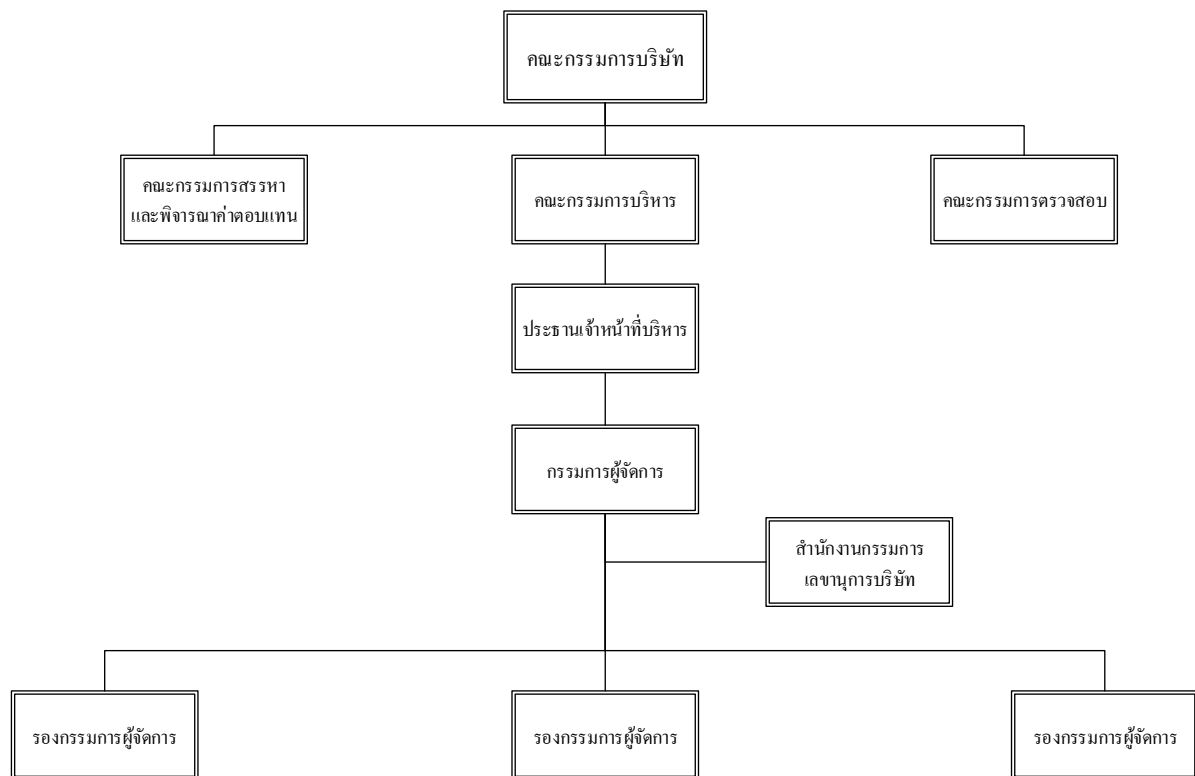 คณะกรรมการบริษัท
คณะกรรมการสรรหา
และพิจารณาค่าตอบแทน
คณะกรรมการบริหาร
คณะกรรมการตรวจสอบ
ประธานเจ้าหน้าที่บริหาร
กรรมการผู้จัดการ
สำนักงานกรรมการ
เลขานุการบริษัท
รองกรรมการผู้จัดการ
รองกรรมการผู้จัดการ
รองกรรมการผู้จัดการ